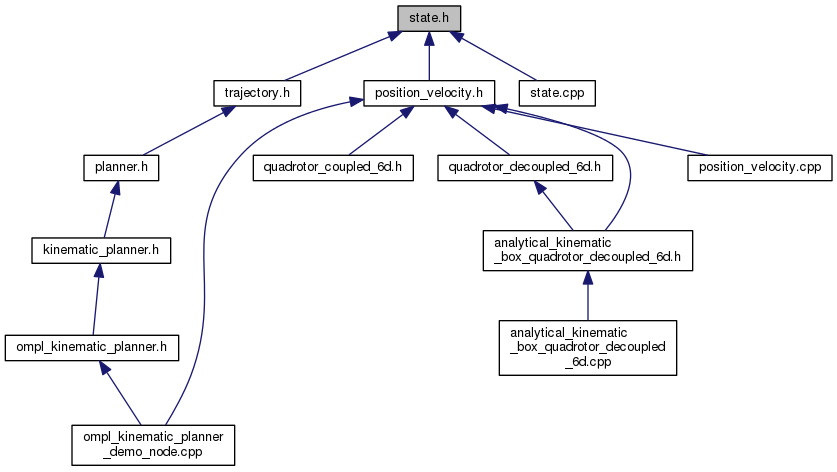 state.h
trajectory.h
position_velocity.h
state.cpp
planner.h
quadrotor_coupled_6d.h
quadrotor_decoupled_6d.h
position_velocity.cpp
kinematic_planner.h
analytical_kinematic
_box_quadrotor_decoupled_6d.h
ompl_kinematic_planner.h
analytical_kinematic
_box_quadrotor_decoupled
_6d.cpp
ompl_kinematic_planner
_demo_node.cpp